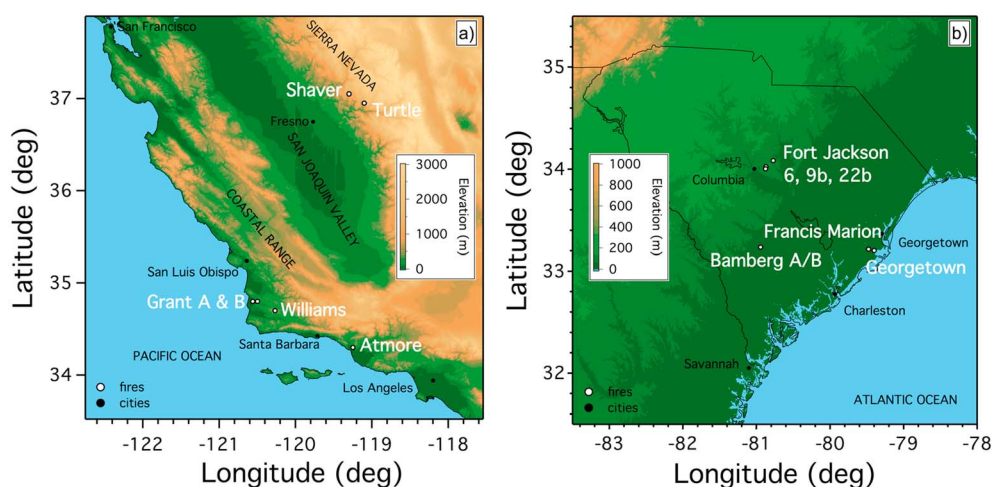 a)
San Francisco
SIERRA NEVADA
Shaver
Turtle
Fresno
SAN JOAQUIN VALLEY
COASTAL RANGE
San Luis Obispo
Grant A & B
Williams
Santa Barbara
Atmore
PACIFIC OCEAN
Los Angeles
fires
cities
3000
2000
1000
0
Elevation (m)
37
36
35
34
Latitude (deg)
-122
-121
-120
-119
-118
Longitude (deg)
b)
Fort Jackson
6, 9b, 22b
Columbia
Francis Marion
Bamberg A/B
Georgetown
Georgetown
Charleston
Savannah
ATLANTIC OCEAN
fires
cities
1000
800
600
400
200
0
Elevation (m)
35
34
33
32
Latitude (deg)
-83
-82
-81
-80
-79
-78
Longitude (deg)